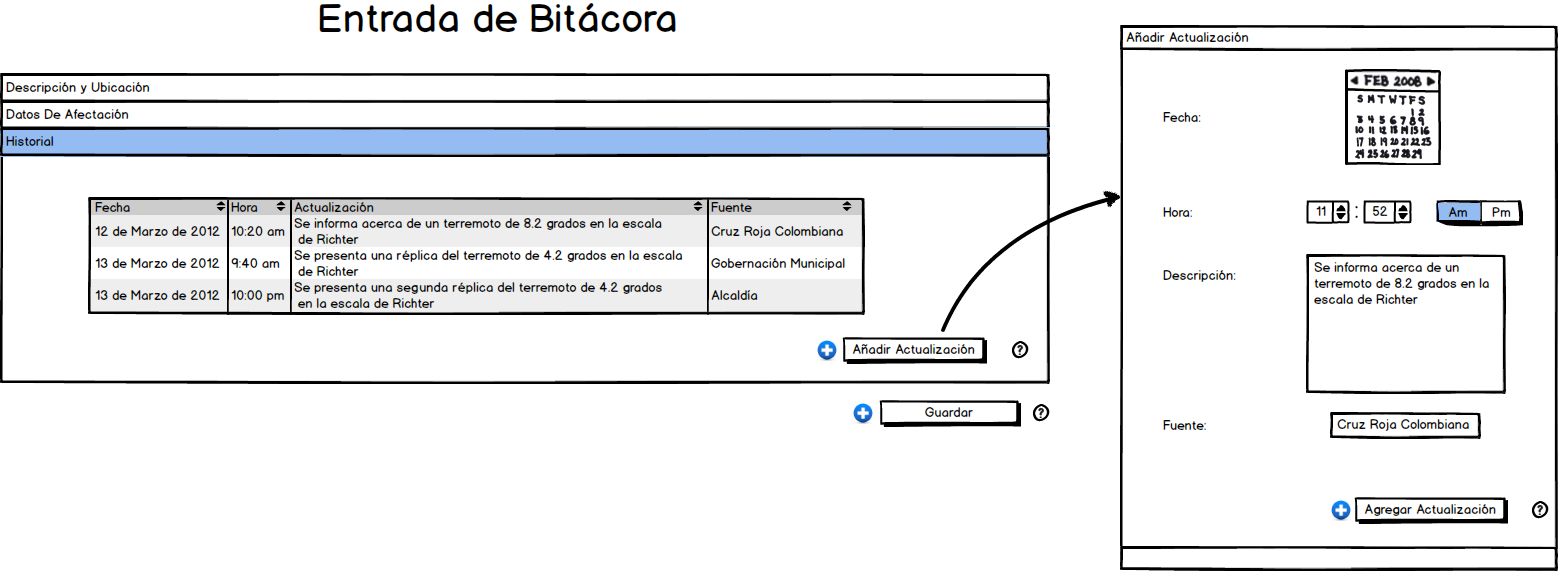 Entrada de Bitácora
Descripción y Ubicación
Datos De Afectación
Historial
Fecha Hora Actualización Fuente
12 de Marzo de 2012 10:20 am Se informa acerca de un terremoto de 8.2 grados en la escala
de Richter Cruz Roja Colombiana
13 de Marzo de 2012 9:40 am Se presenta una réplica del terremoto de 4.2 grados en la escala
de Richter Gobernación Municipal
13 de Marzo de 2012 10:00 pm Se presenta una segunda réplica del terremoto de 4.2 grados
en la escala de Richter Alcaldía
Añadir Actualización ?
Guardar ?
Añadir Actualización
Fecha:
FEB 2008
S M T W T F S
1 2
3 4 5 6 7 8 9
10 11 12 13 14 15 16
17 18 19 20 21 22 23
24 25 26 27 28 29
Hora: 11 : 52 Am Pm
Descripción:
Se informa acerca de un
terremoto de 8.2 grados en la
escala de Richter
Fuente: Cruz Roja Colombiana
Agregar Actualización ?